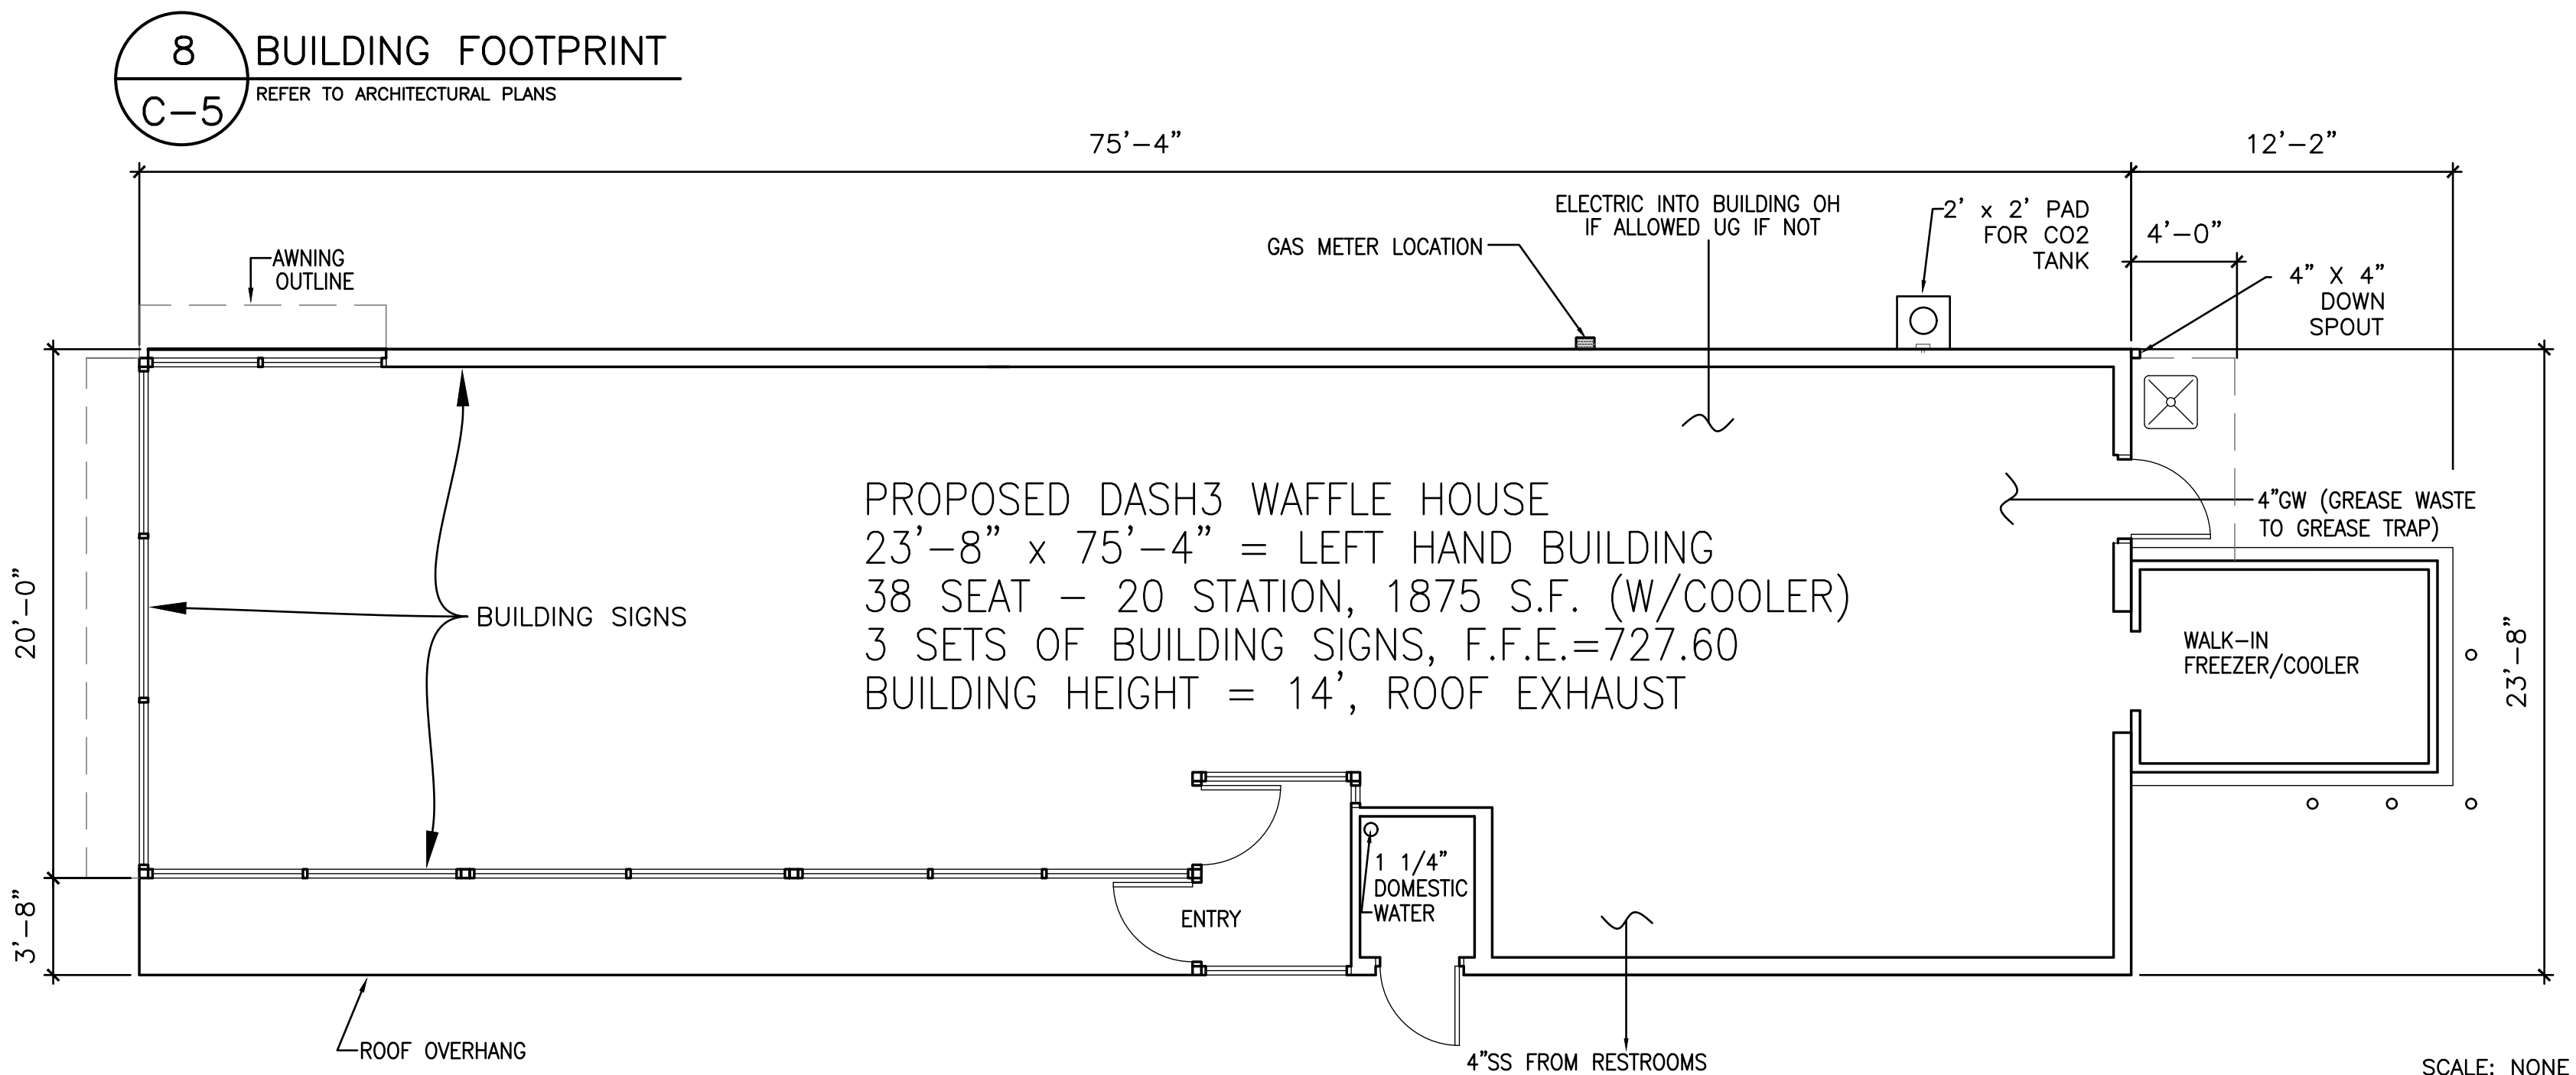 8
C-5
BUILDING FOOTPRINT
REFER TO ARCHITECTURAL PLANS
75'-4"
12'-2"
AWNING
OUTLINE
GAS METER LOCATION
ELECTRIC INTO BUILDING OH
IF ALLOWED UG IF NOT
2' x 2' PAD
FOR CO2
TANK
4'-0"
4" X 4"
DOWN
SPOUT
PROPOSED DASH3 WAFFLE HOUSE
23'-8" x 75'-4" = LEFT HAND BUILDING
38 SEAT - 20 STATION, 1875 S.F. (W/COOLER)
3 SETS OF BUILDING SIGNS, F.F.E.=727.60
BUILDING HEIGHT = 14', ROOF EXHAUST
4"GW (GREASE WASTE
TO GREASE TRAP)
BUILDING SIGNS
20'-0"
WALK-IN
FREEZER/COOLER
23'-8"
3'-8"
1 1/4"
DOMESTIC
WATER
ENTRY
ROOF OVERHANG
4"SS FROM RESTROOMS
SCALE: NONE